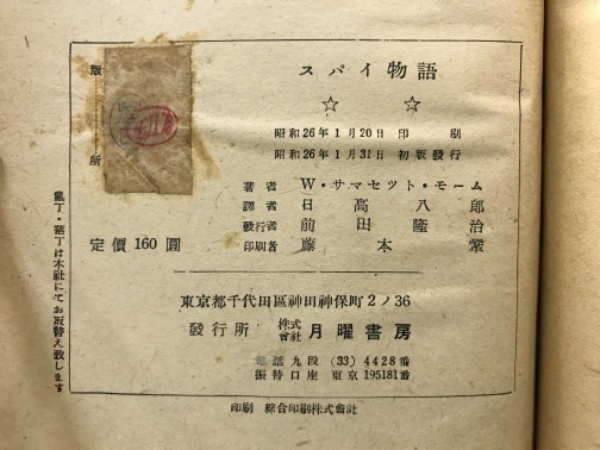 スパイ物語
☆ ☆
昭和26年1月20日 印刷
昭和26年1月31日 初版發行
著者 W・サマセツト・モーム
譯者 日高八郎
發行者 前田隆治
印刷者 藤本
定價160圓
版
所
東京都千代田區神田神保町2ノ36
發行所 株式會社 月曜書房
電話九段 (33) 4428番
振替口座 東京 195181番
印刷 綜合印刷株式會社
亂丁・落丁は本社にてお取替え致します